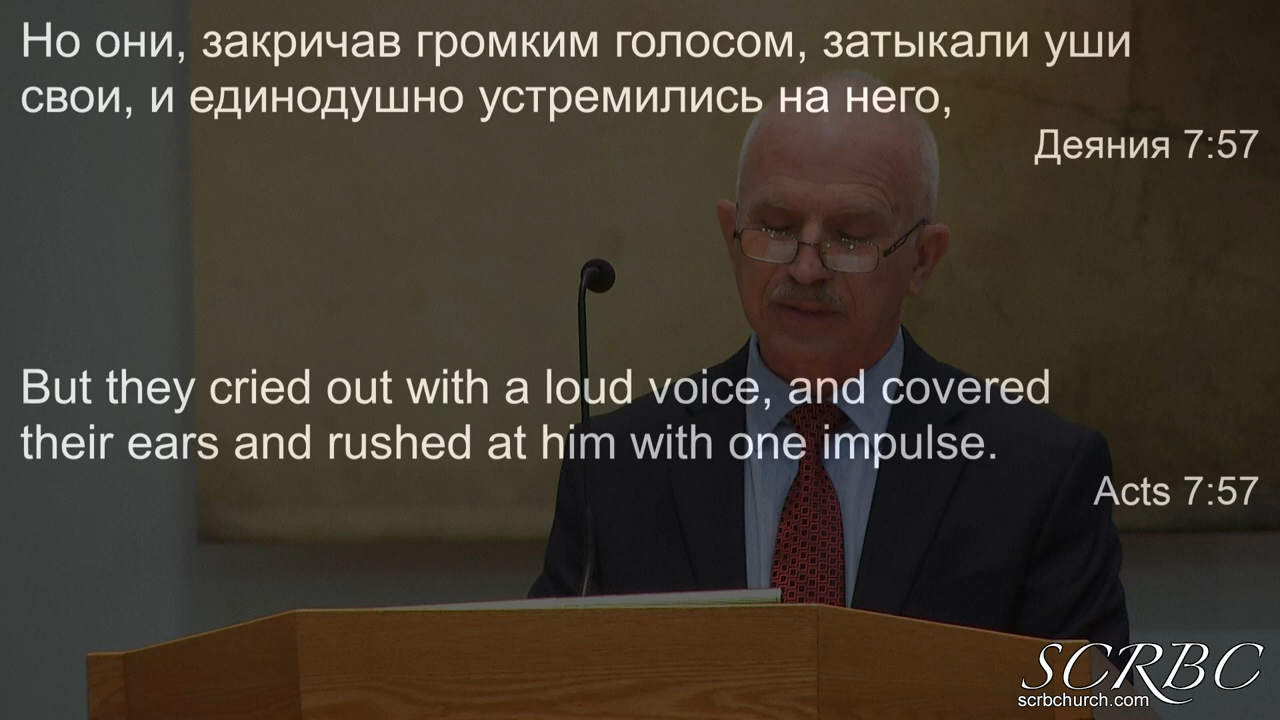 Но они, закричав громким голосом, затыкали уши
свои, и единодушно устремились на него,
Деяния 7:57
But they cried out with a loud voice, and covered
their ears and rushed at him with one impulse.
Acts 7:57
SCRBC
scrbchurch.com